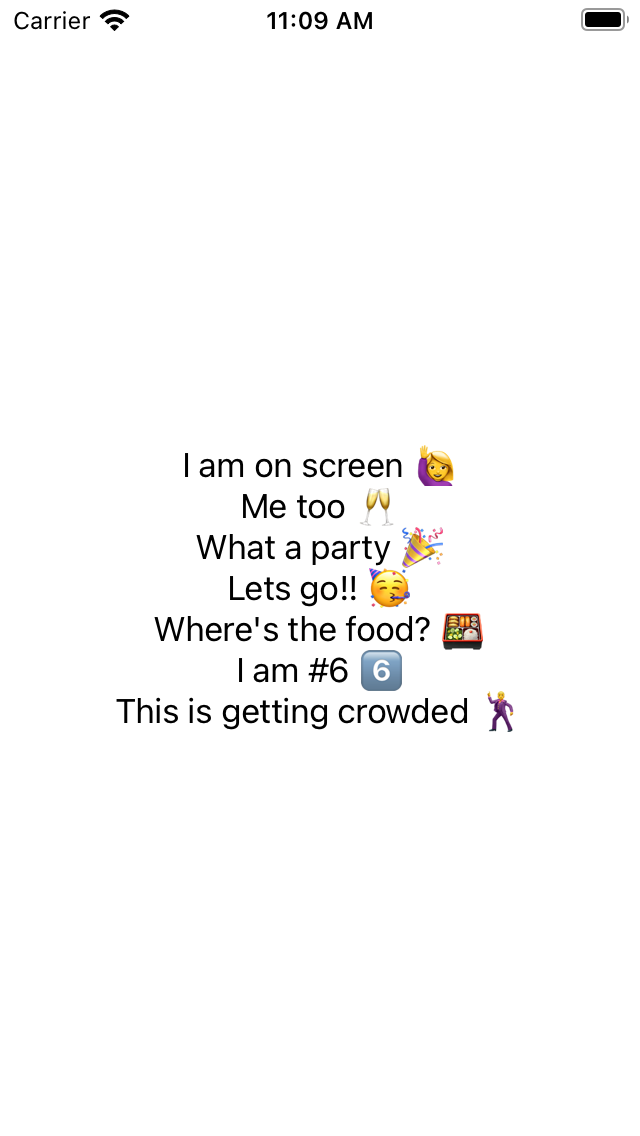 Carrier 11:09 AM
I am on screen 🙋‍♀️
Me too 🥂
What a party 🎉
Lets go!! 🥳
Where's the food? 🍱
I am #6 6️⃣
This is getting crowded 🕺